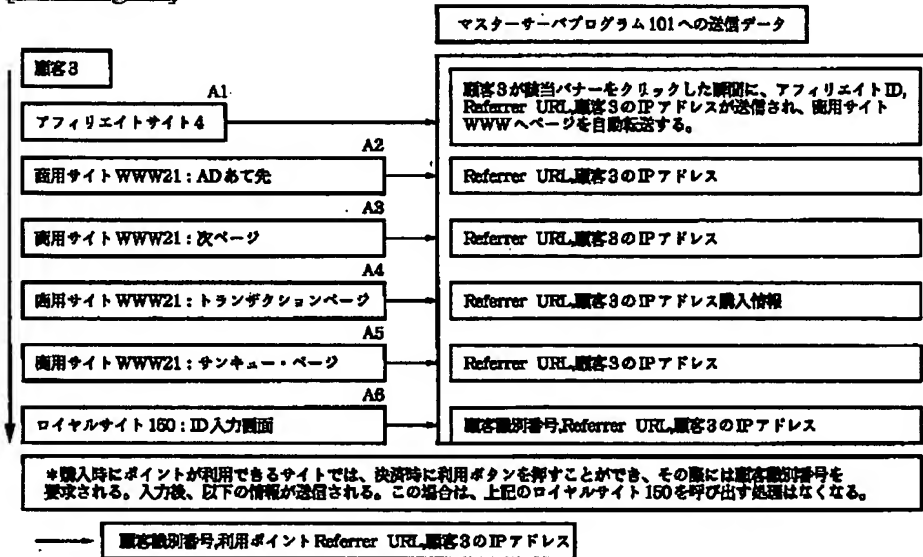 マスターサーバプログラム101への送信データ
顧客3
A1
アフィリエイトサイト4
顧客3が該当バナーをクリックした瞬間に、アフィリエイトID,
Referrer URL,顧客3のIPアドレスが送信され、商用サイト
WWWへページを自動転送する。
A2
商用サイトWWW21:ADあて先
Referrer URL,顧客3のIPアドレス
A3
商用サイトWWW21:次ページ
Referrer URL,顧客3のIPアドレス
A4
商用サイトWWW21:トランザクションページ
Referrer URL,顧客3のIPアドレス購入情報
A5
商用サイトWWW21:サンキュー・ページ
Referrer URL,顧客3のIPアドレス
A6
ロイヤルサイト150:ID入力画面
顧客識別番号,Referrer URL,顧客3のIPアドレス
*購入時にポイントが利用できるサイトでは、決済時に利用ボタンを押すことができ、その際には顧客識別番号を
要求される。入力後、以下の情報が送信される。この場合は、上記のロイヤルサイト150を呼び出す処理はなくなる。
顧客識別番号,利用ポイントReferrer URL,顧客3のIPアドレス